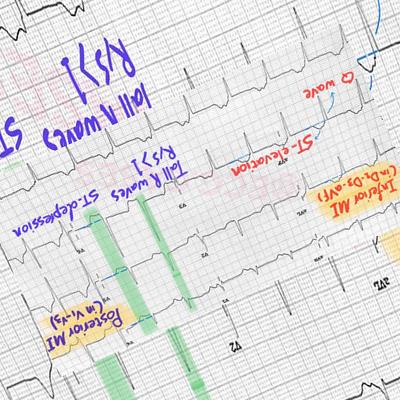 aVL
V2
Inferior MI
(in D2-D3-aVF)
Posterior MI
(in V1-V3)
ST-elevation
Q wave
Tall R waves
R/S>1
ST-depression
Tall R waves
R/S>1
ST